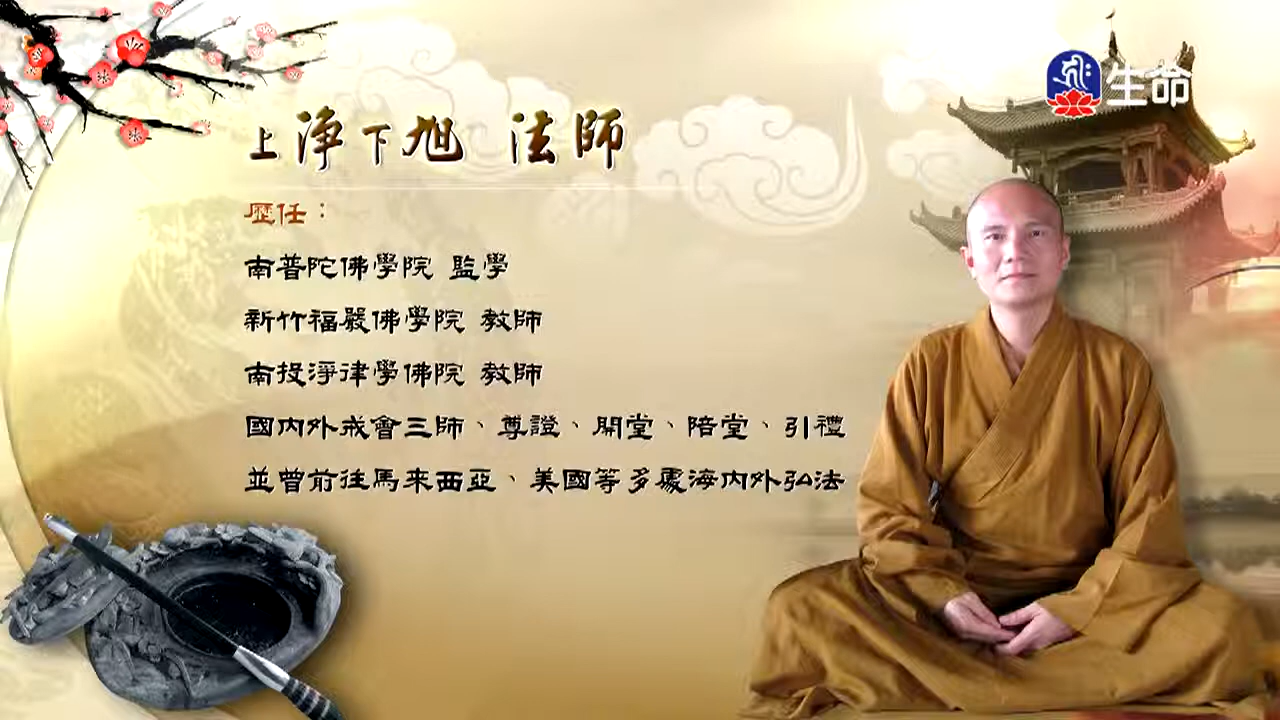 生命
上淨下旭 法師
歷任：
南普陀佛學院 監學
新竹福嚴佛學院 教師
南投淨律學佛院 教師
國內外戒會三師、尊證、開堂、陪堂、引禮
並曾前往馬來西亞、美國等多處海內外弘法